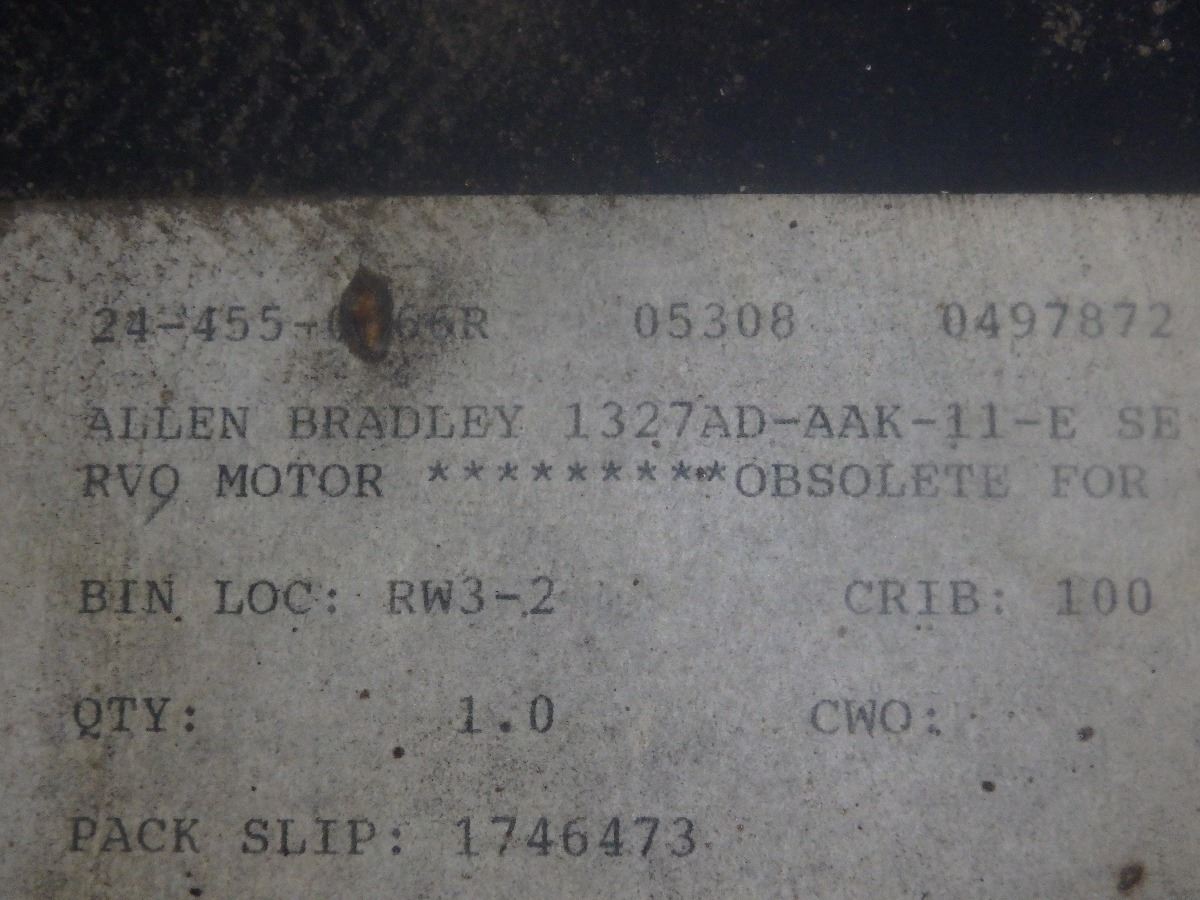 05308 0497872
ALLEN BRADLEY 1327AD-AAK-11-E SE
RVO MOTOR **********OBSOLETE FOR
BIN LOC: RW3-2 CRIB: 100
QTY: 1.0 CWO:
PACK SLIP: 1746473